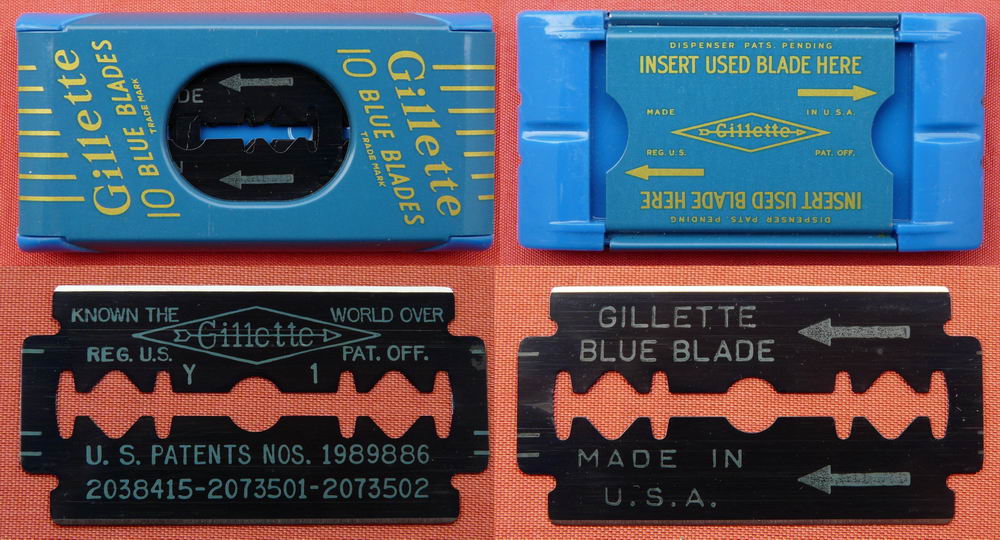 Gillette
10 BLUE BLADES
TRADE MARK
DE
Gillette
10 BLUE BLADES
TRADE MARK
DISPENSER PATS. PENDING
INSERT USED BLADE HERE
MADE IN U.S.A.
Gillette
REG. U.S. PAT. OFF.
INSERT USED BLADE HERE
DISPENSER PATS. PENDING
KNOWN THE WORLD OVER
Gillette
REG. U.S. PAT. OFF.
Y 1
U. S. PATENTS NOS. 1989886
2038415-2073501-2073502
GILLETTE
BLUE BLADE
MADE IN
U.S.A.